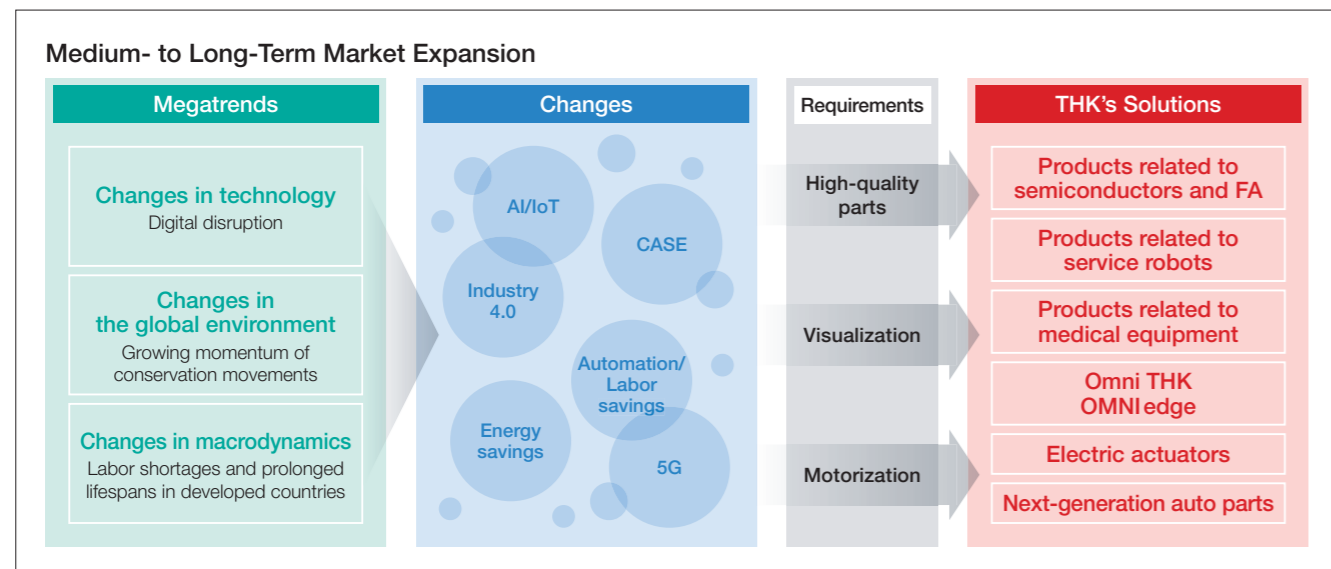 Medium- to Long-Term Market Expansion
Megatrends
Changes in technology
Digital disruption
Changes in
the global environment
Growing momentum of
conservation movements
Changes in macrodynamics
Labor shortages and prolonged
lifespans in developed countries
Changes
AI/IoT
CASE
Industry
4.0
Automation/
Labor
savings
Energy
savings
5G
Requirements
High-quality
parts
Visualization
Motorization
THK's Solutions
Products related to
semiconductors and FA
Products related to
service robots
Products related to
medical equipment
Omni THK
OMNIedge
Electric actuators
Next-generation auto parts